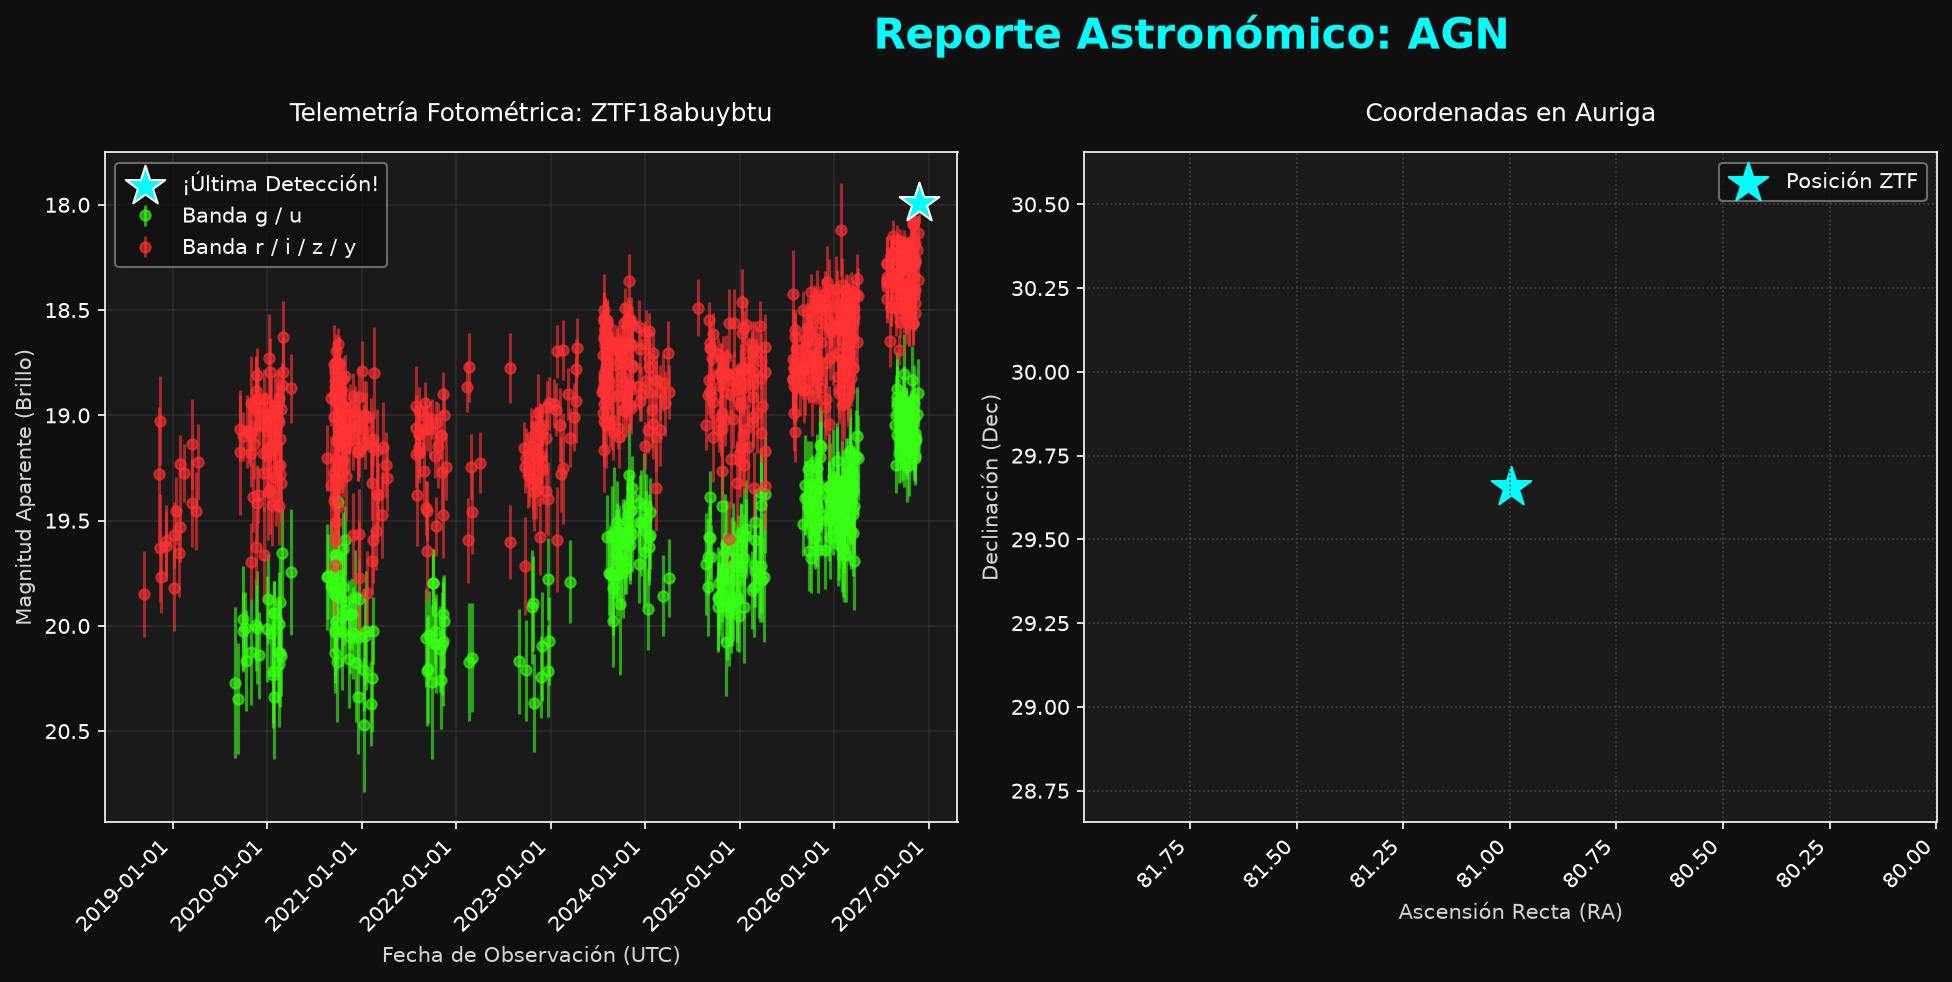 Reporte Astronómico: AGN
Telemetría Fotométrica: ZTF18abuybtu
¡Última Detección!
Banda g / u
Banda r / i / z / y
Magnitud Aparente (Brillo)
18.0
18.5
19.0
19.5
20.0
20.5
2019-01-01
2020-01-01
2021-01-01
2022-01-01
2023-01-01
2024-01-01
2025-01-01
2026-01-01
2027-01-01
Fecha de Observación (UTC)
Coordenadas en Auriga
Posición ZTF
Declinación (Dec)
30.50
30.25
30.00
29.75
29.50
29.25
29.00
28.75
81.75
81.50
81.25
81.00
80.75
80.50
80.25
80.00
Ascensión Recta (RA)